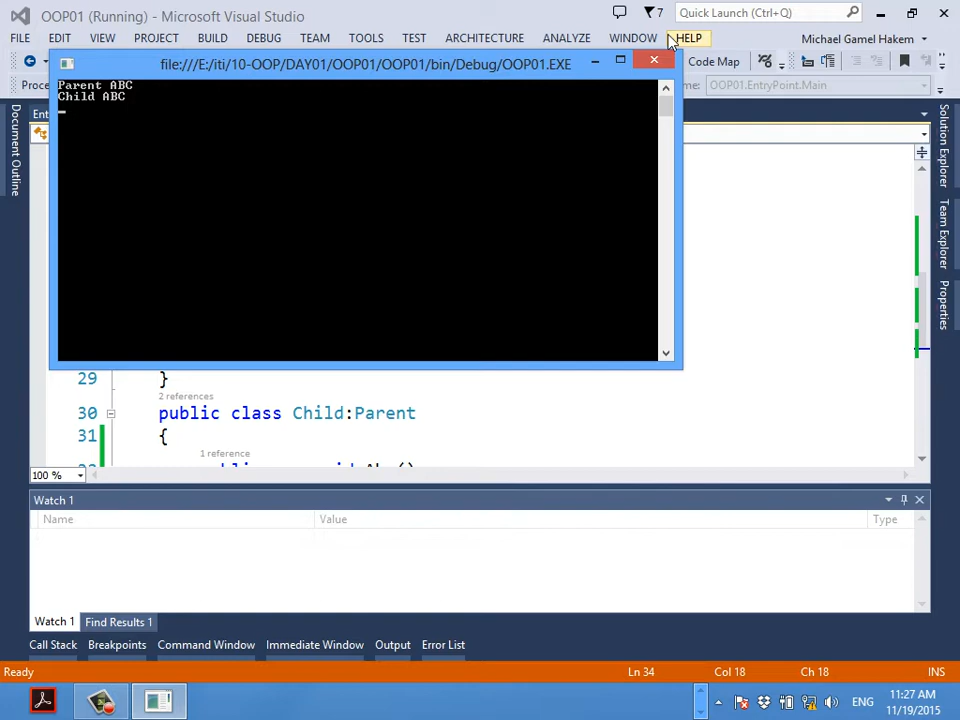 OOP01 (Running) - Microsoft Visual Studio
7
Quick Launch (Ctrl+Q)
FILE EDIT VIEW PROJECT BUILD DEBUG TEAM TOOLS TEST ARCHITECTURE ANALYZE WINDOW HELP
Michael Gamel Hakem
file:///E:/iti/10-OOP/DAY01/OOP01/OOP01/bin/Debug/OOP01.EXE
Code Map
Proce
me: OOP01.EntryPoint.Main
Parent ABC
Child ABC
Ent
Document Outline
Solution Explorer
Team Explorer
Properties
29 }
2 references
30 public class Child:Parent
31 {
1 reference
100 %
Watch 1
Name Value Type
Watch 1 Find Results 1
Call Stack Breakpoints Command Window Immediate Window Output Error List
Ready Ln 34 Col 18 Ch 18 INS
ENG
11:27 AM
11/19/2015